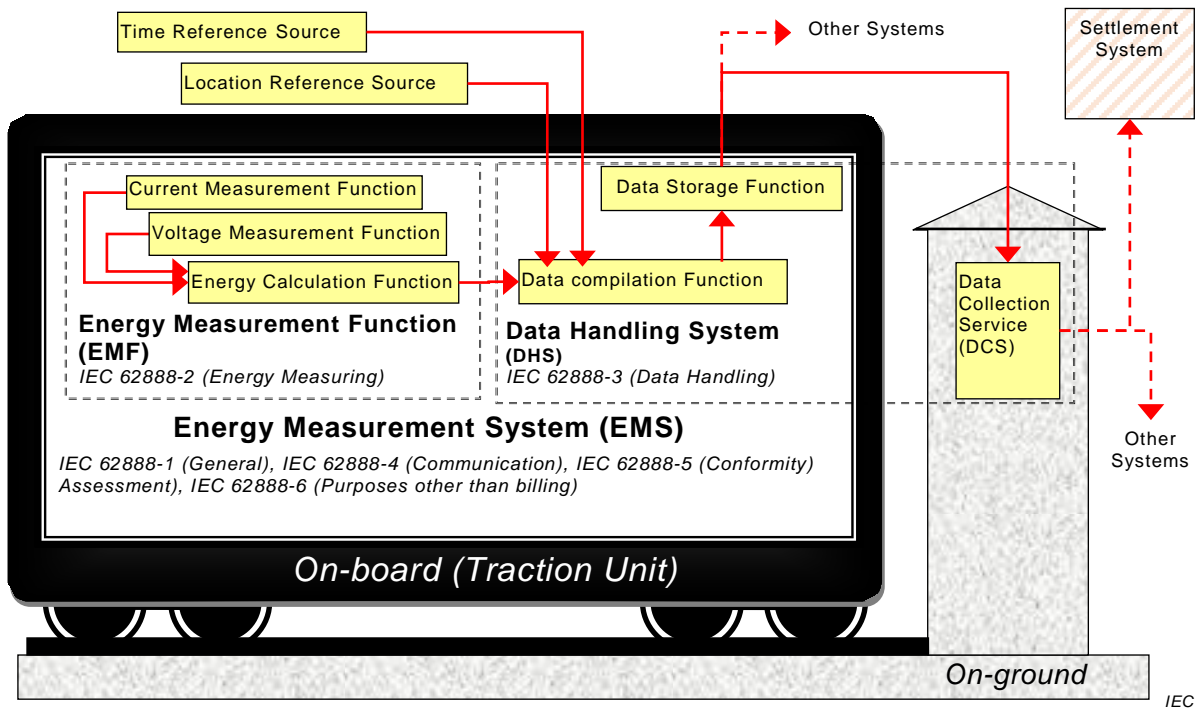 Time Reference Source
Location Reference Source
Other Systems
Settlement
System
Current Measurement Function
Voltage Measurement Function
Energy Calculation Function
Energy Measurement Function
(EMF)
IEC 62888-2 (Energy Measuring)
Data Storage Function
Data compilation Function
Data Handling System
(DHS)
IEC 62888-3 (Data Handling)
Data
Collection
Service
(DCS)
Other
Systems
Energy Measurement System (EMS)
IEC 62888-1 (General), IEC 62888-4 (Communication), IEC 62888-5 (Conformity)
Assessment), IEC 62888-6 (Purposes other than billing)
On-board (Traction Unit)
On-ground
IEC